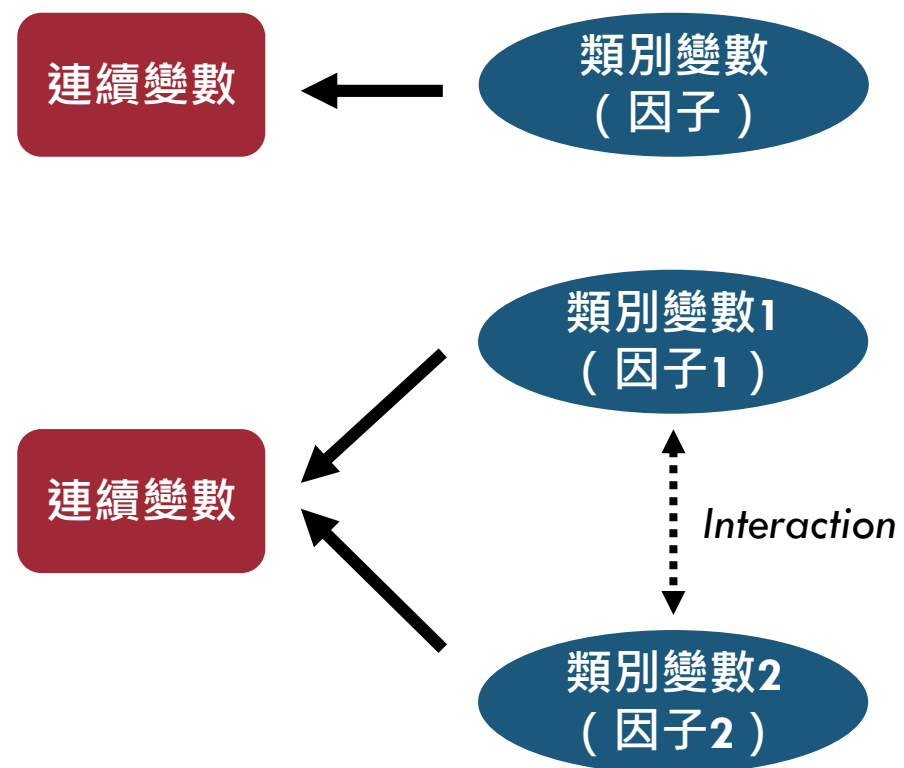 連續變數
類別變數
（因子）
類別變數1
（因子1）
連續變數
Interaction
類別變數2
（因子2）